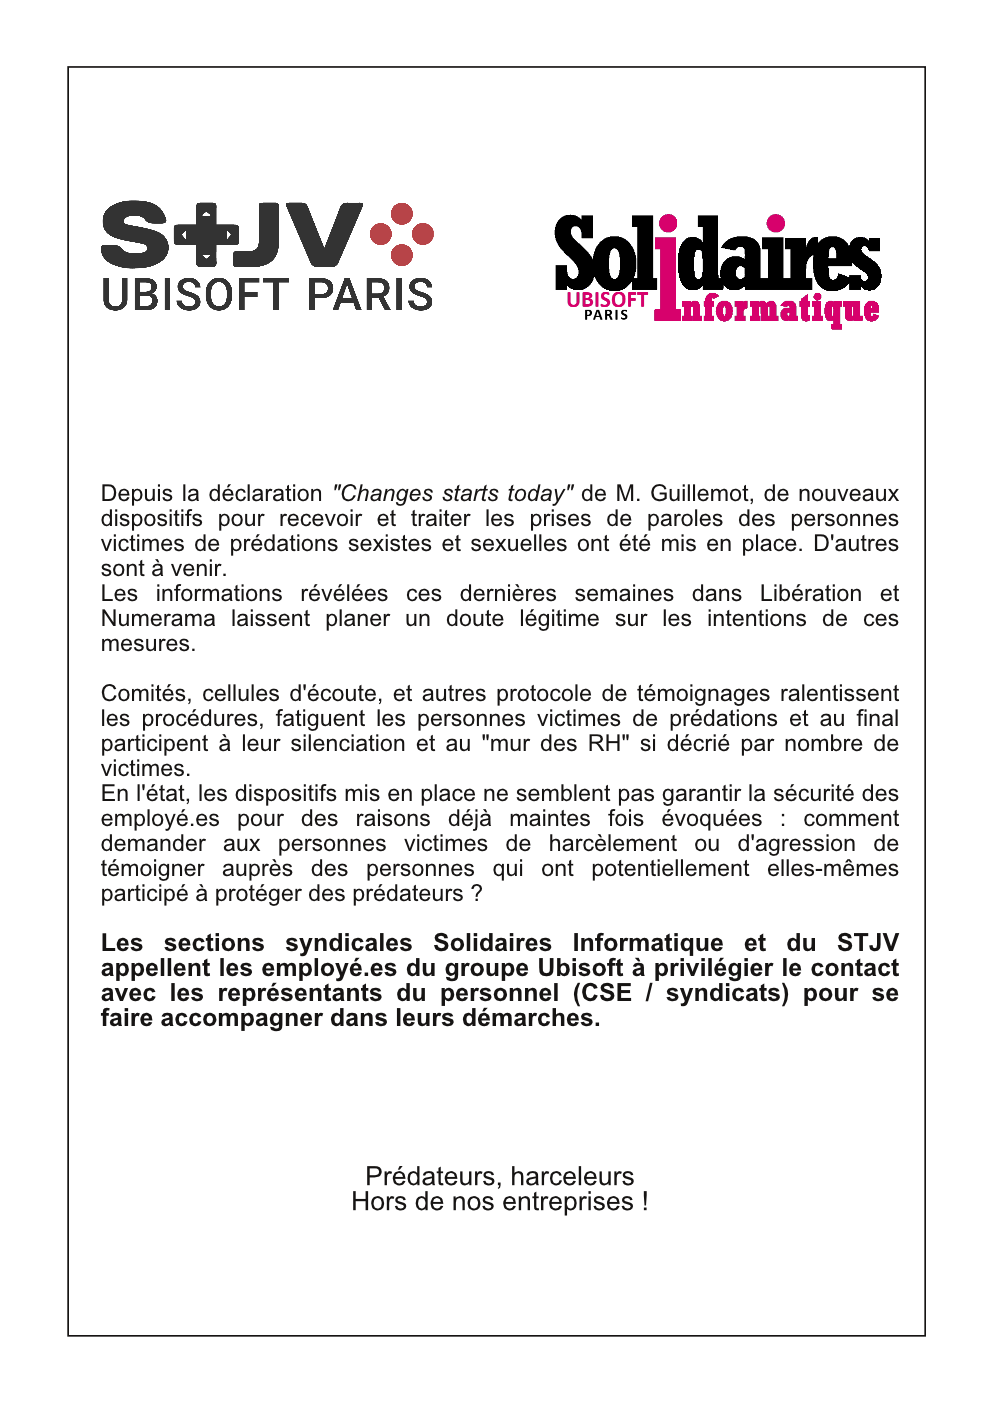 STJV
UBISOFT PARIS
Solidaires
UBISOFT
PARIS
Informatique
Depuis la déclaration "Changes starts today" de M. Guillemot, de nouveaux
dispositifs pour recevoir et traiter les prises de paroles des personnes
victimes de prédations sexistes et sexuelles ont été mis en place. D'autres
sont à venir.
Les informations révélées ces dernières semaines dans Libération et
Numerama laissent planer un doute légitime sur les intentions de ces
mesures.
Comités, cellules d'écoute, et autres protocole de témoignages ralentissent
les procédures, fatiguent les personnes victimes de prédations et au final
participent à leur silenciation et au "mur des RH" si décrié par nombre de
victimes.
En l'état, les dispositifs mis en place ne semblent pas garantir la sécurité des
employé.es pour des raisons déjà maintes fois évoquées : comment
demander aux personnes victimes de harcèlement ou d'agression de
témoigner auprès des personnes qui ont potentiellement elles-mêmes
participé à protéger des prédateurs ?
Les sections syndicales Solidaires Informatique et du STJV
appellent les employé.es du groupe Ubisoft à privilégier le contact
avec les représentants du personnel (CSE / syndicats) pour se
faire accompagner dans leurs démarches.
Prédateurs, harceleurs
Hors de nos entreprises !